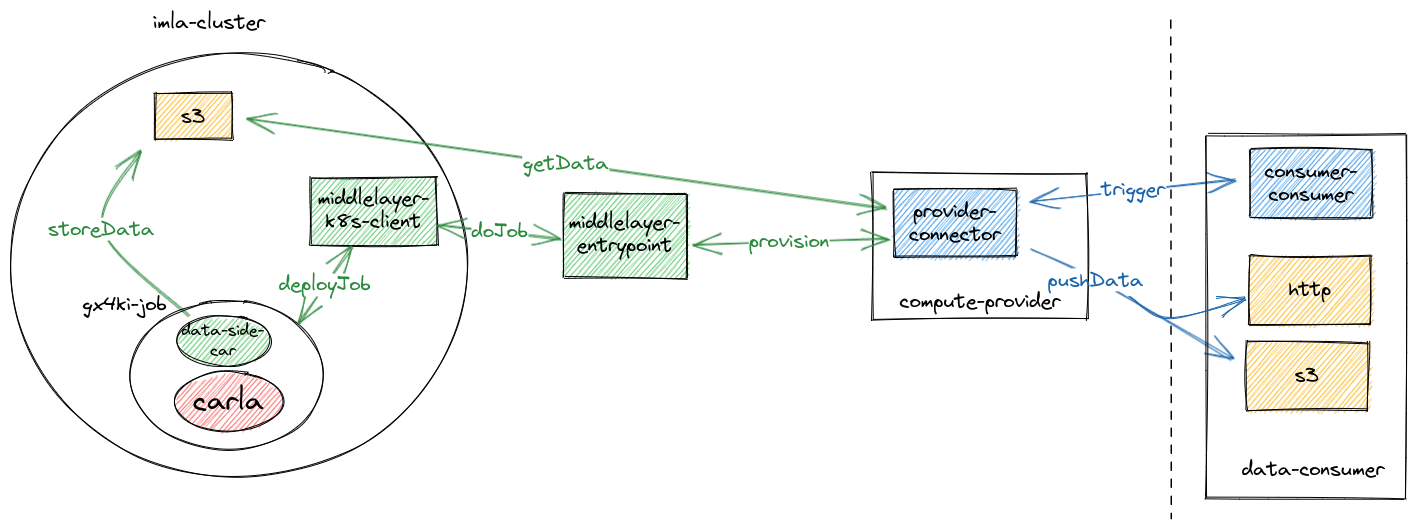 imla-cluster
s3
getData
middlelayer-
k8s-client
storeData
doJob
middlelayer-
entrypoint
provision
provider-
connector
compute-provider
trigger
pushData
consumer-
consumer
http
s3
data-consumer
deployJob
gx4ki-job
data-side-
car
carla